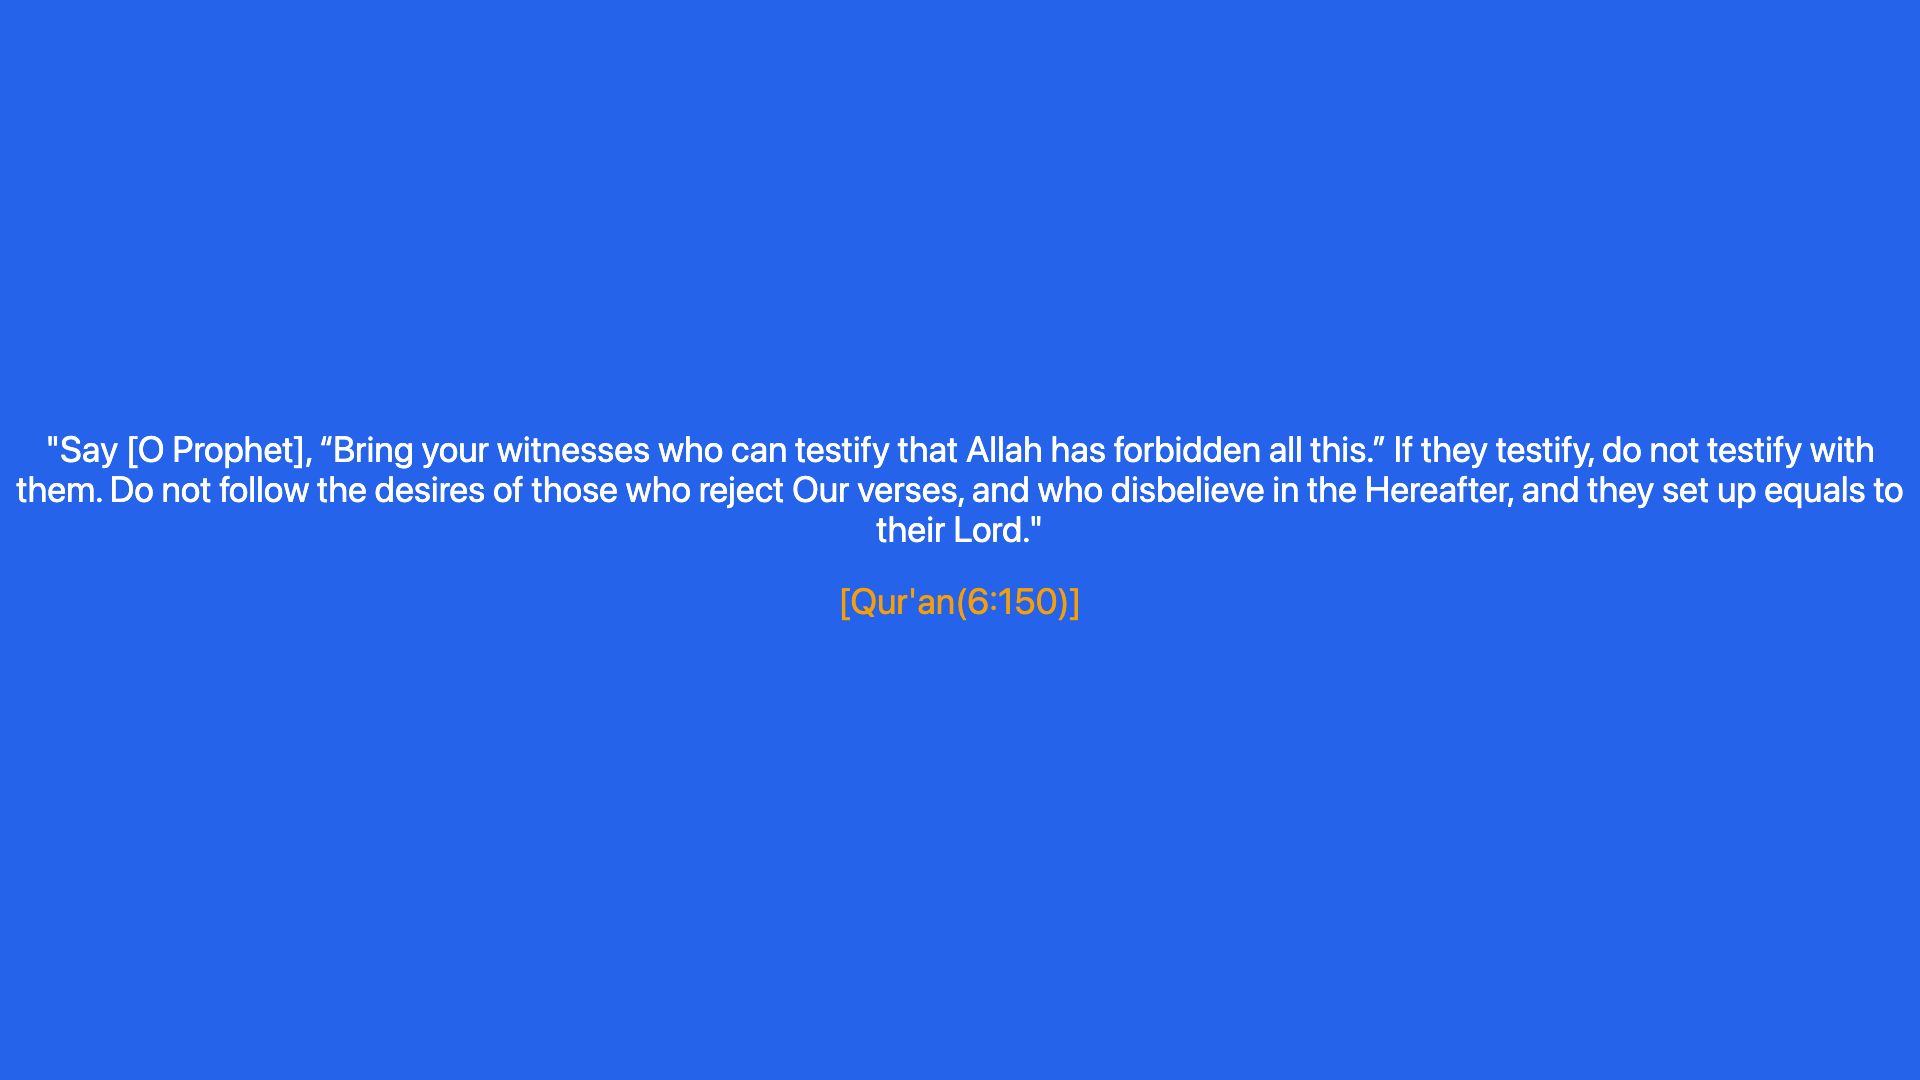 "Say [O Prophet], “Bring your witnesses who can testify that Allah has forbidden all this.” If they testify, do not testify with
them. Do not follow the desires of those who reject Our verses, and who disbelieve in the Hereafter, and they set up equals to
their Lord."
[Qur'an(6:150)]